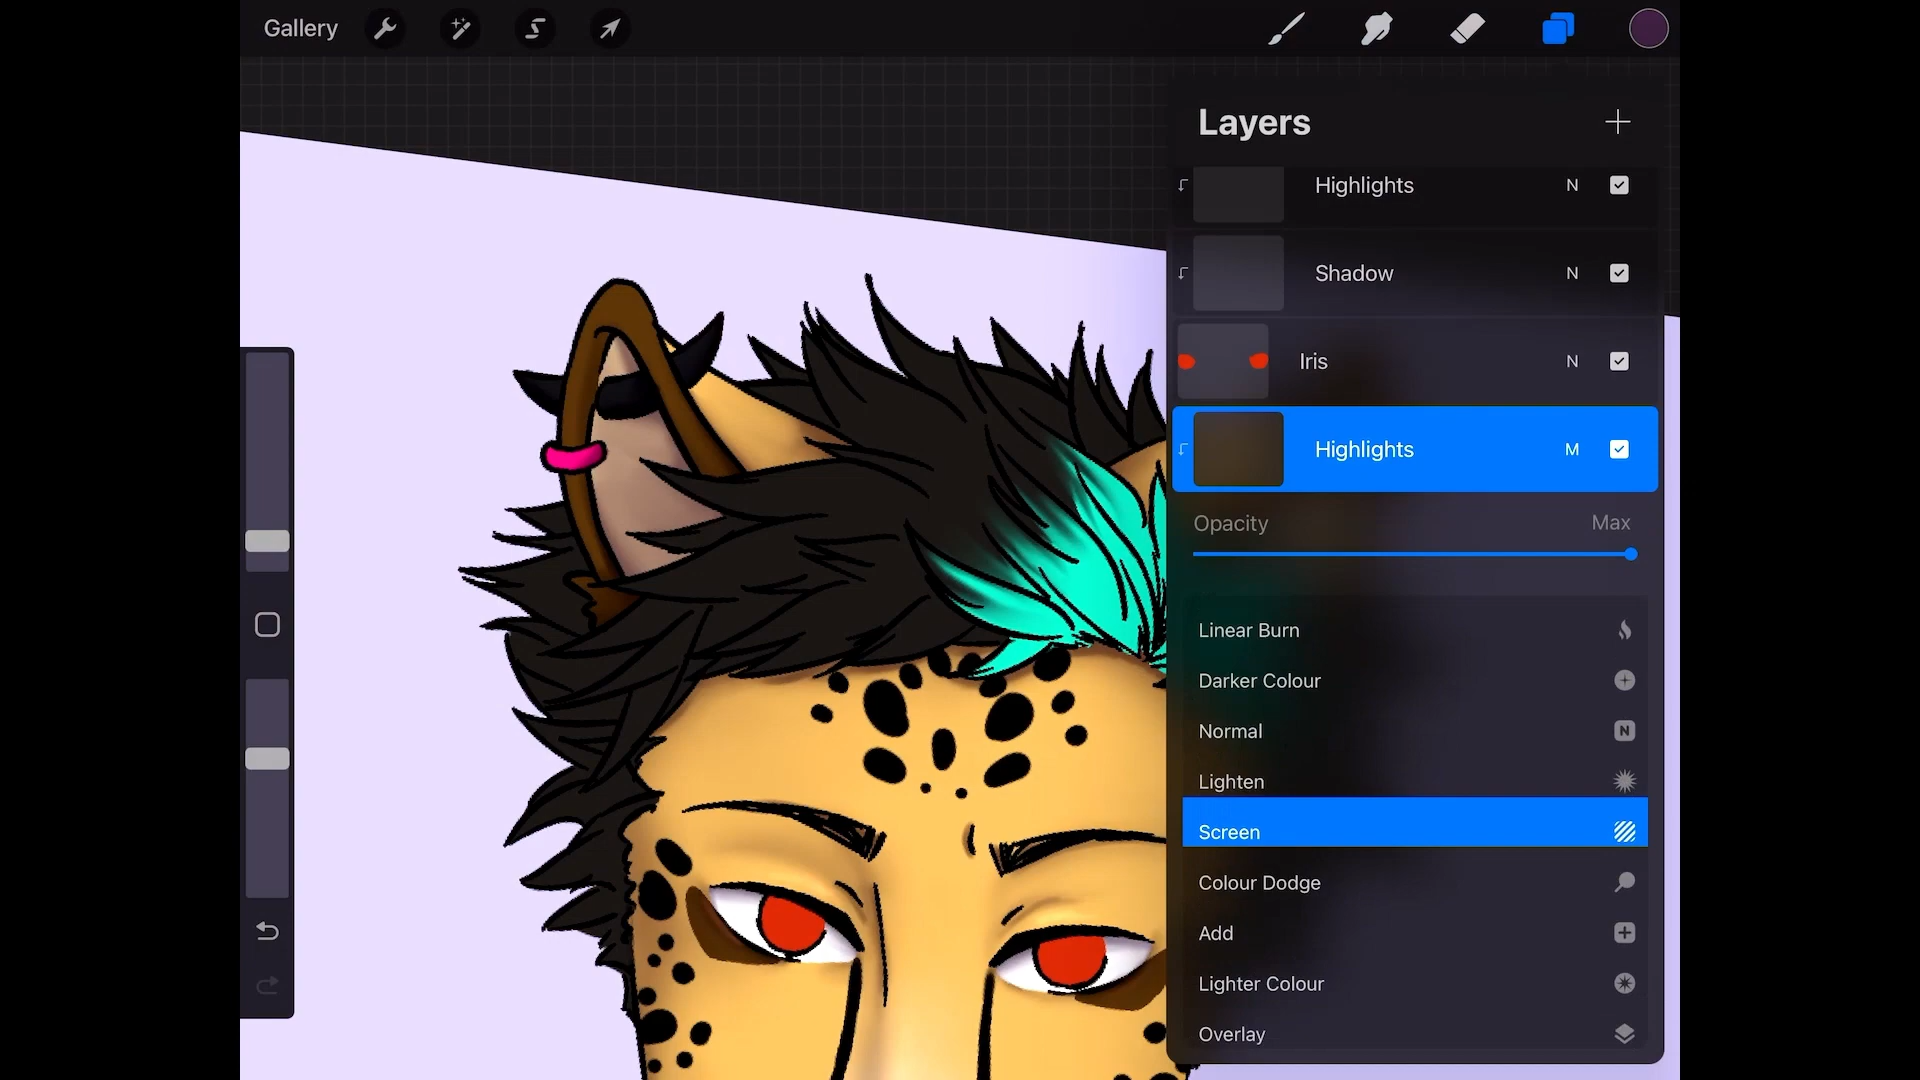 Gallery
Layers
Highlights N
Shadow N
Iris N
Highlights M
Opacity Max
Linear Burn
Darker Colour
Normal N
Lighten
Screen
Colour Dodge
Add
Lighter Colour
Overlay